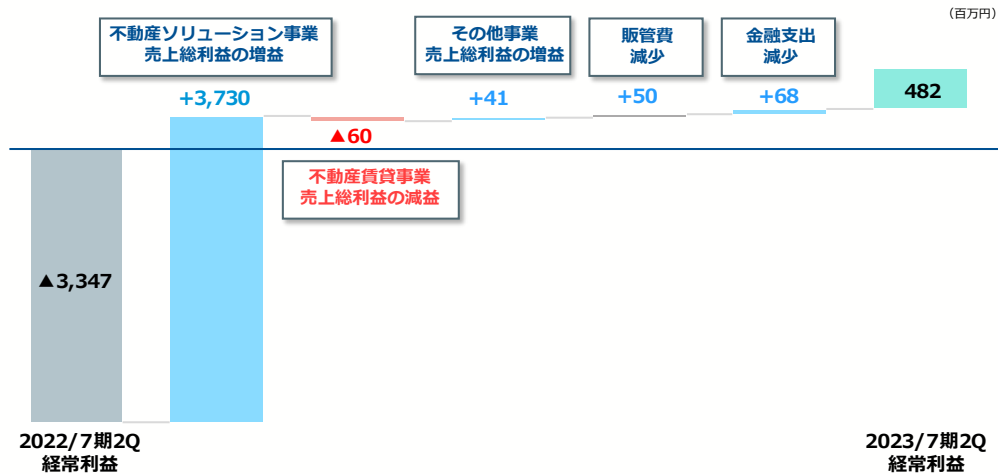 （百万円）
不動産ソリューション事業
売上総利益の増益
+3,730
▲60
不動産賃貸事業
売上総利益の減益
その他事業
売上総利益の増益
+41
販管費
減少
+50
金融支出
減少
+68
482
▲3,347
2022/7期2Q
経常利益
2023/7期2Q
経常利益